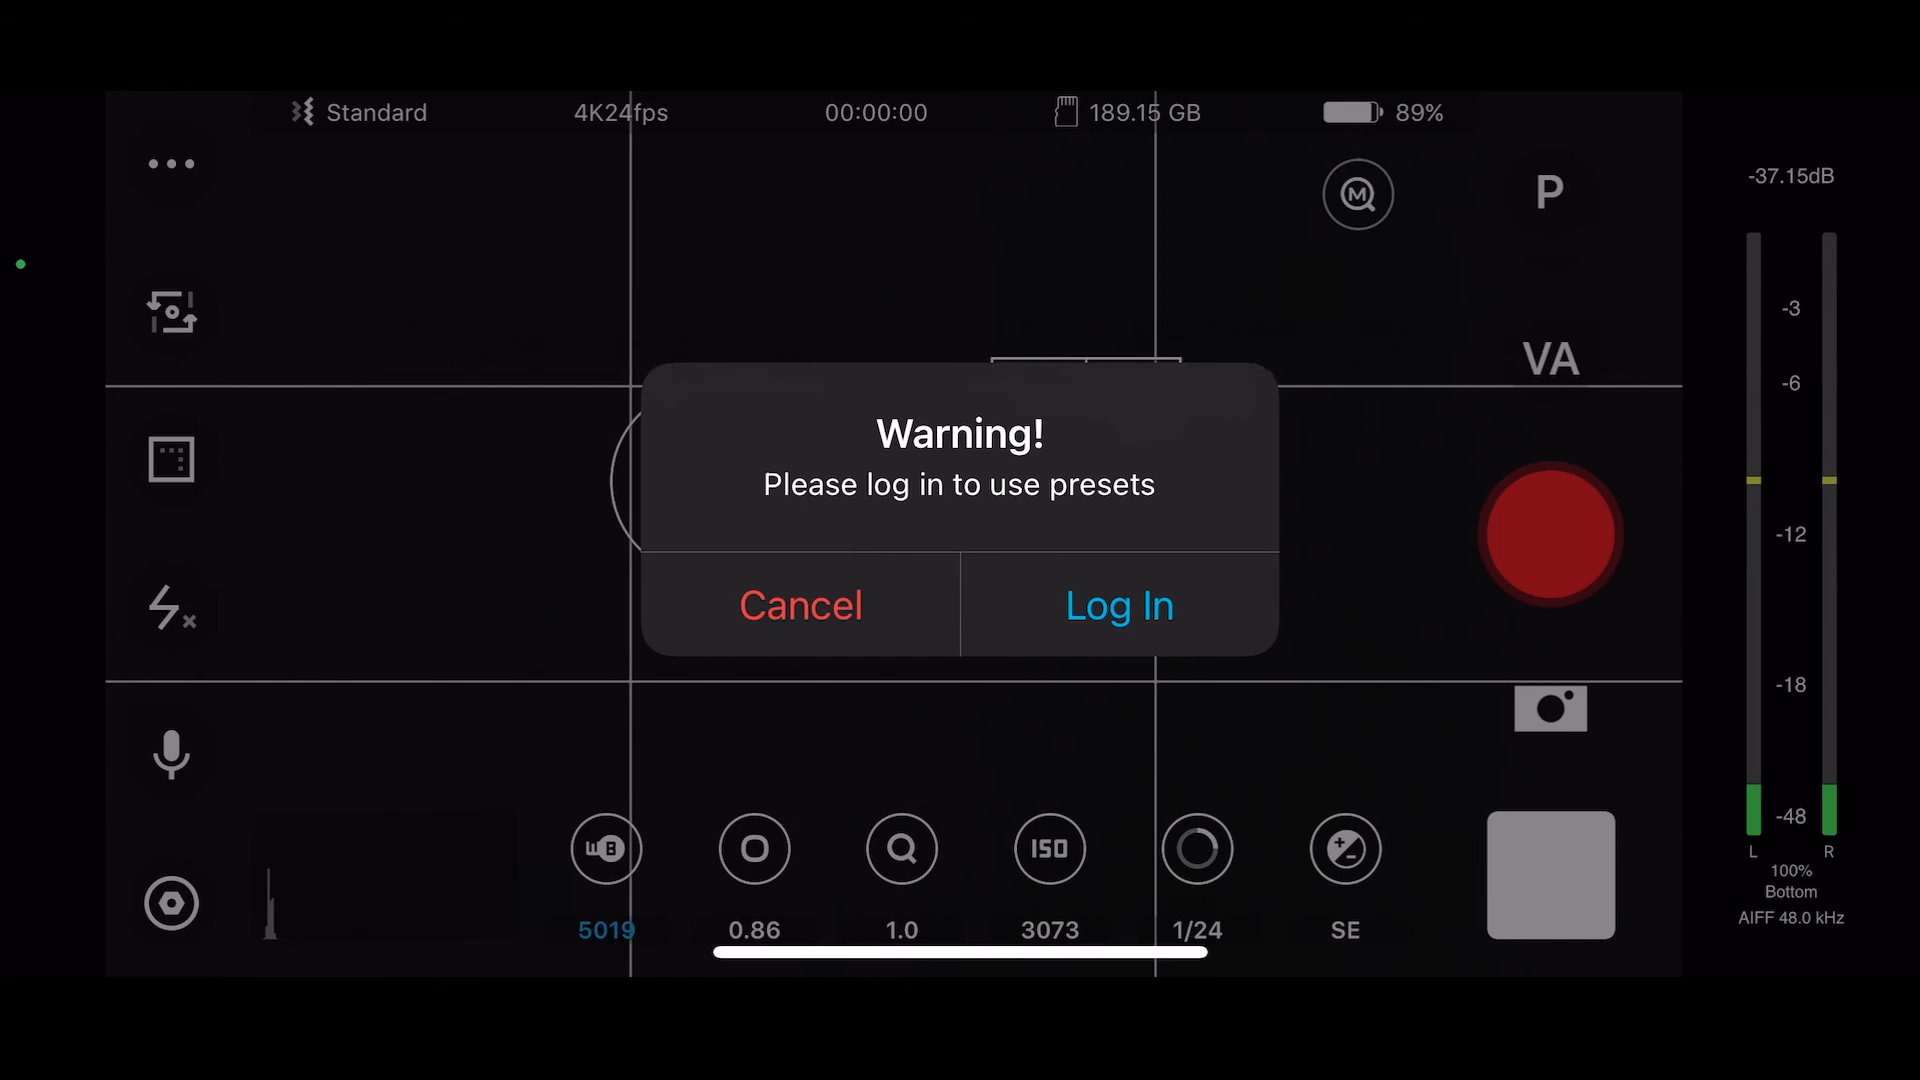 Standard 4K24fps 00:00:00 189.15 GB 89%
-37.15dB
M
P
VA
-3
-6
-12
-18
-48
L R
100%
Bottom
AIFF 48.0 kHz
Warning!
Please log in to use presets
Cancel Log In
WB ISO
5019 0.86 1.0 3073 1/24 SE